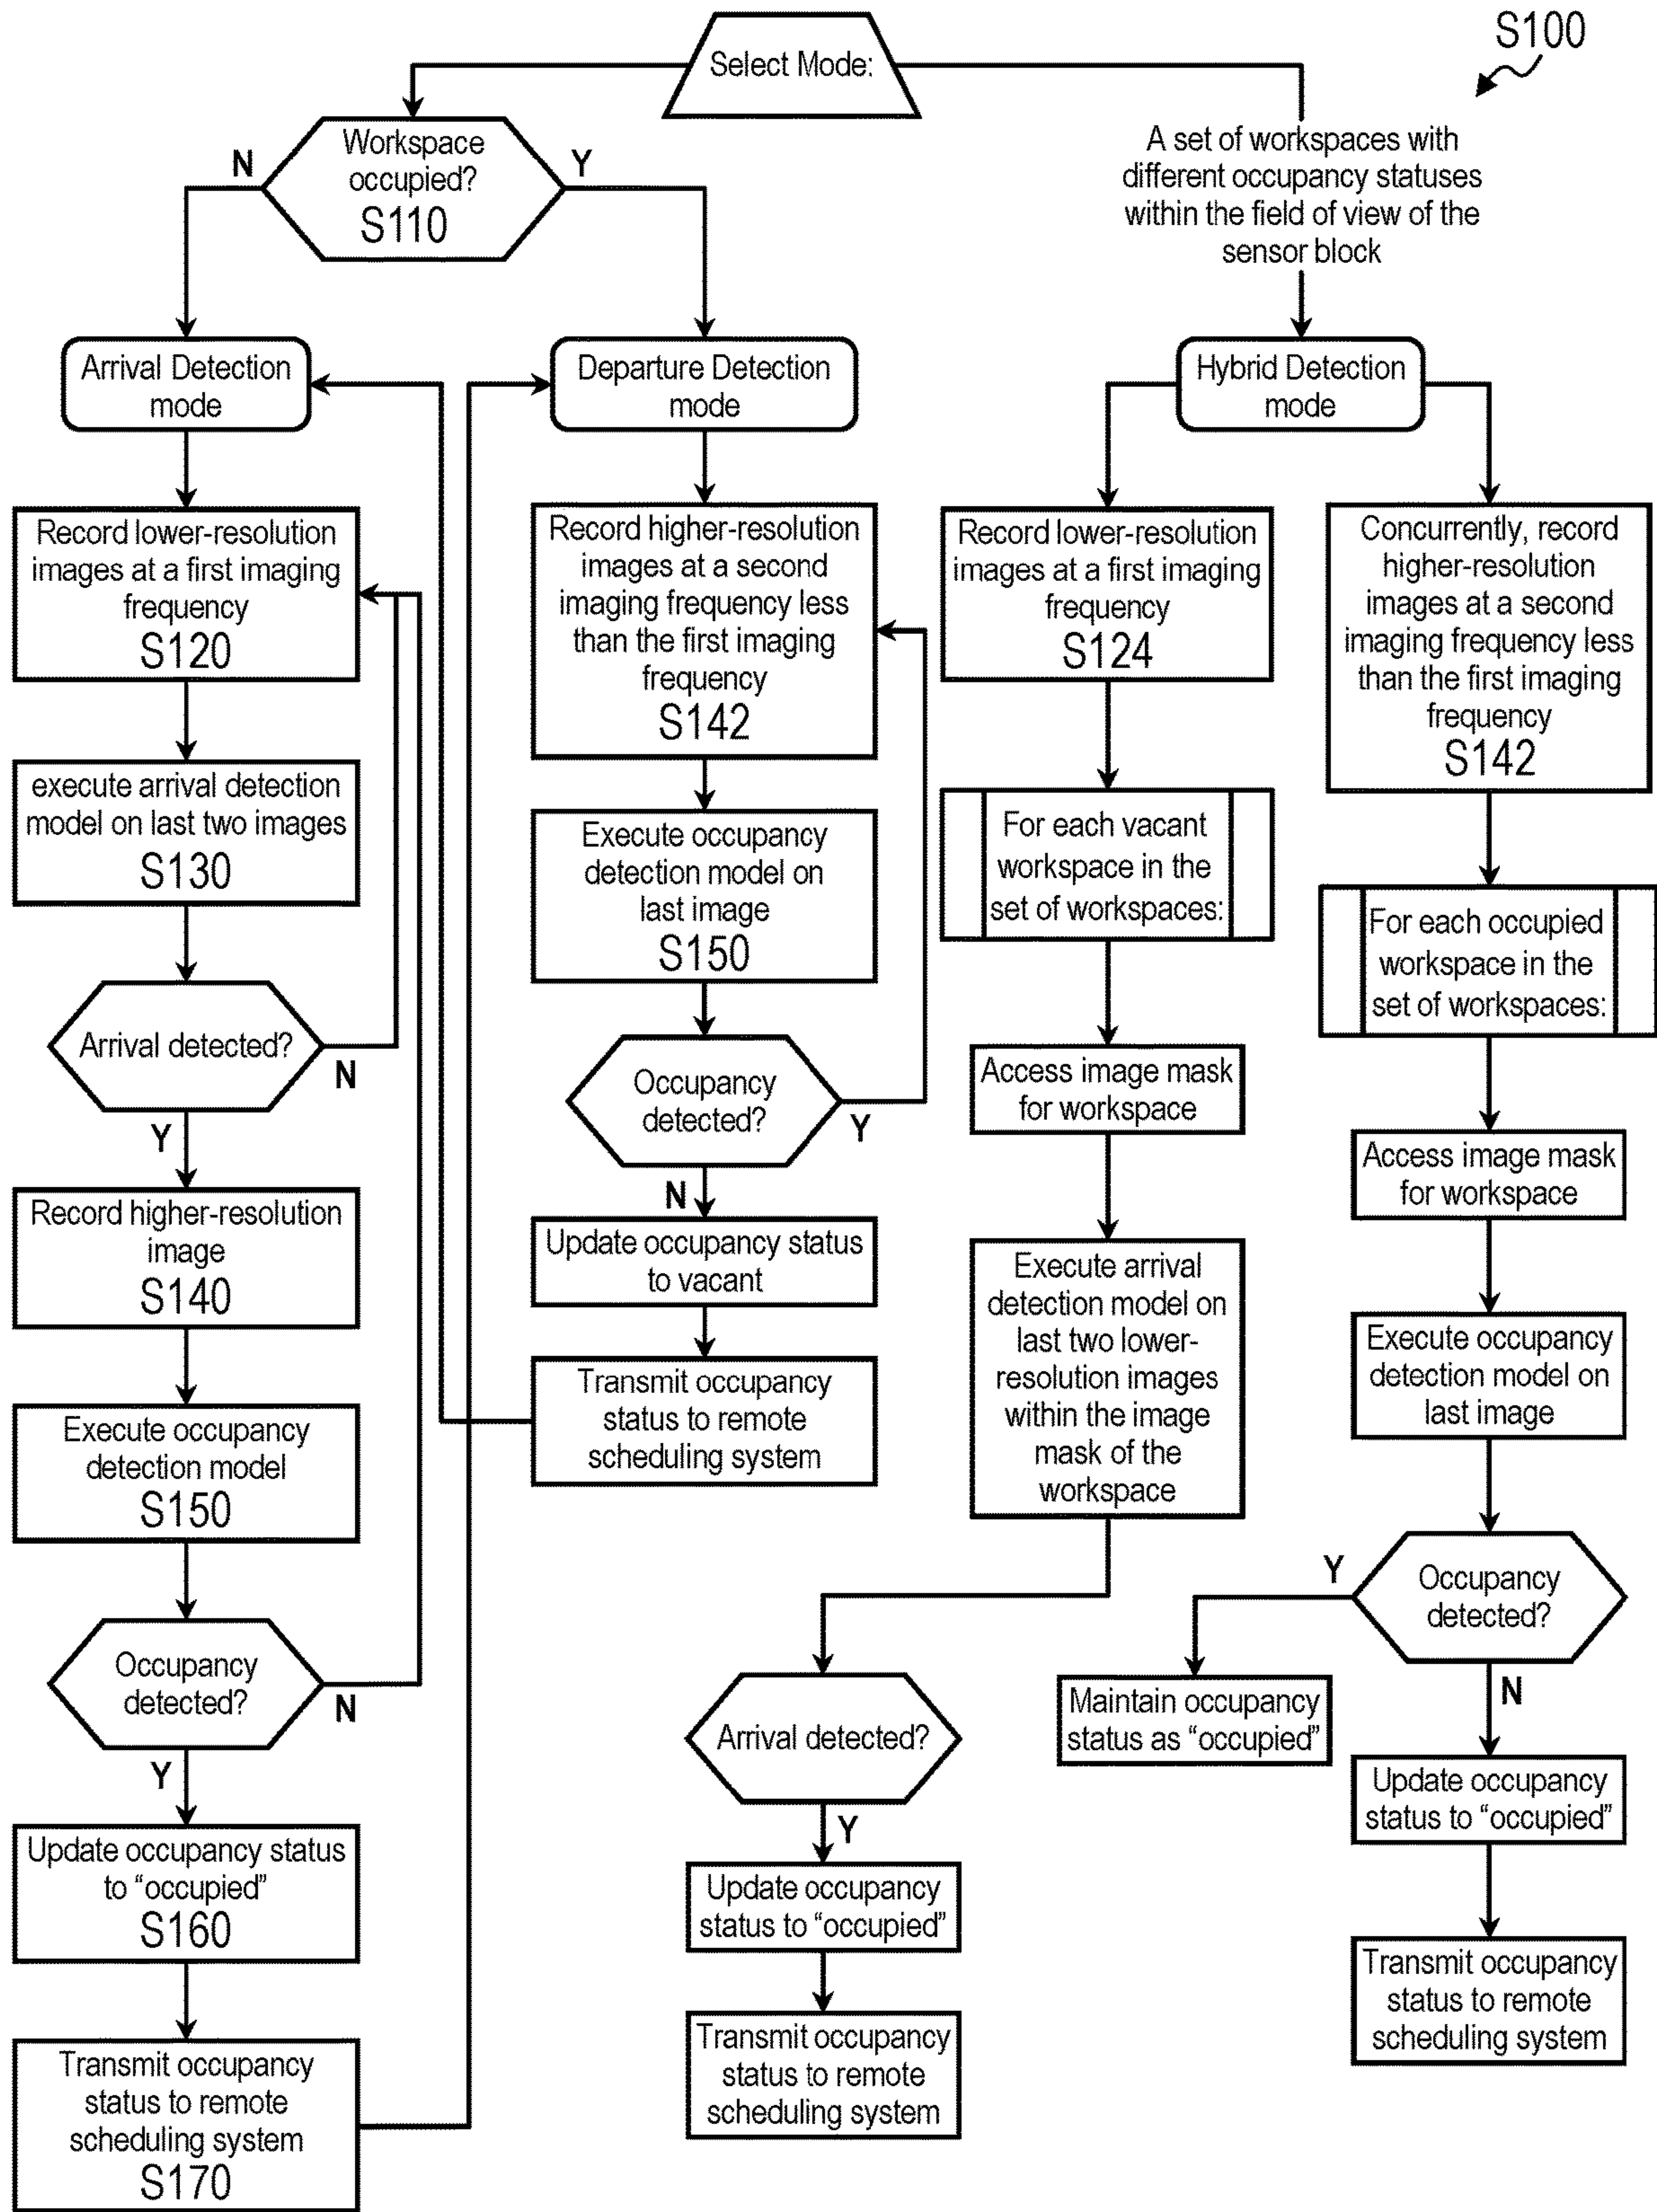 S100
Select Mode:
Workspace
occupied?
S110
N
Y
A set of workspaces with
different occupancy statuses
within the field of view of the
sensor block
Arrival Detection
mode
Departure Detection
mode
Hybrid Detection
mode
Record lower-resolution
images at a first imaging
frequency
S120
execute arrival detection
model on last two images
S130
Arrival detected?
N
Y
Record higher-resolution
image
S140
Execute occupancy
detection model
S150
Occupancy
detected?
N
Y
Update occupancy status
to “occupied”
S160
Transmit occupancy
status to remote
scheduling system
S170
Record higher-resolution
images at a second
imaging frequency less
than the first imaging
frequency
S142
Execute occupancy
detection model on
last image
S150
Occupancy
detected?
Y
N
Update occupancy status
to vacant
Transmit occupancy
status to remote
scheduling system
Record lower-resolution
images at a first imaging
frequency
S124
For each vacant
workspace in the
set of workspaces:
Access image mask
for workspace
Execute arrival
detection model on
last two lower-
resolution images
within the image
mask of the
workspace
Arrival detected?
Y
Update occupancy
status to “occupied”
Transmit occupancy
status to remote
scheduling system
Concurrently, record
higher-resolution
images at a second
imaging frequency less
than the first imaging
frequency
S142
For each occupied
workspace in the
set of workspaces:
Access image mask
for workspace
Execute occupancy
detection model on
last image
Occupancy
detected?
Y
N
Maintain occupancy
status as “occupied”
Update occupancy
status to “occupied”
Transmit occupancy
status to remote
scheduling system